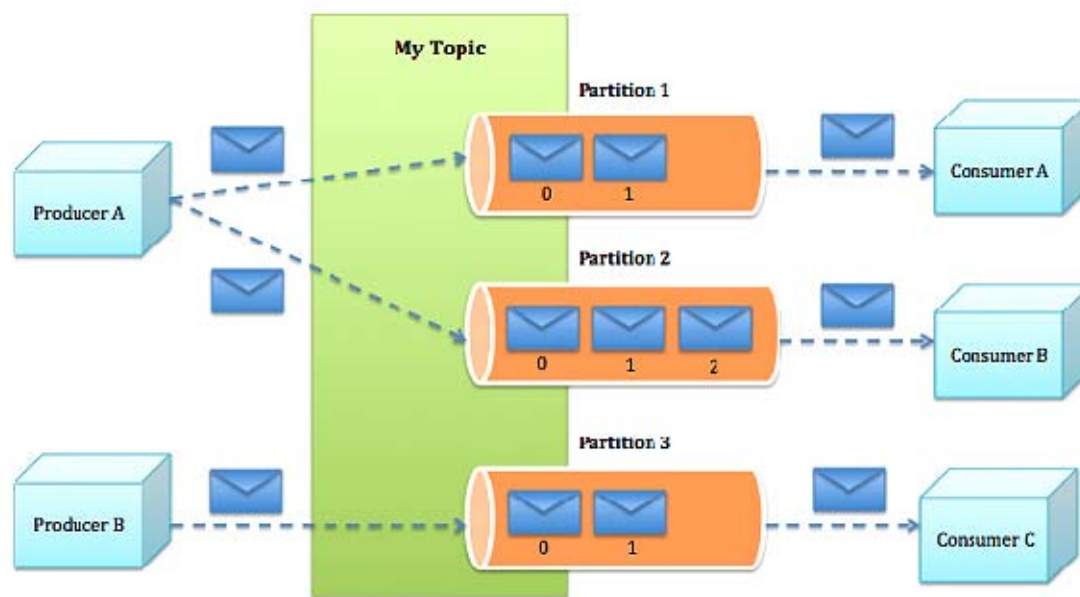 My Topic
Partition 1
Producer A
0 1
Consumer A
Partition 2
0 1 2
Consumer B
Partition 3
Producer B
0 1
Consumer C